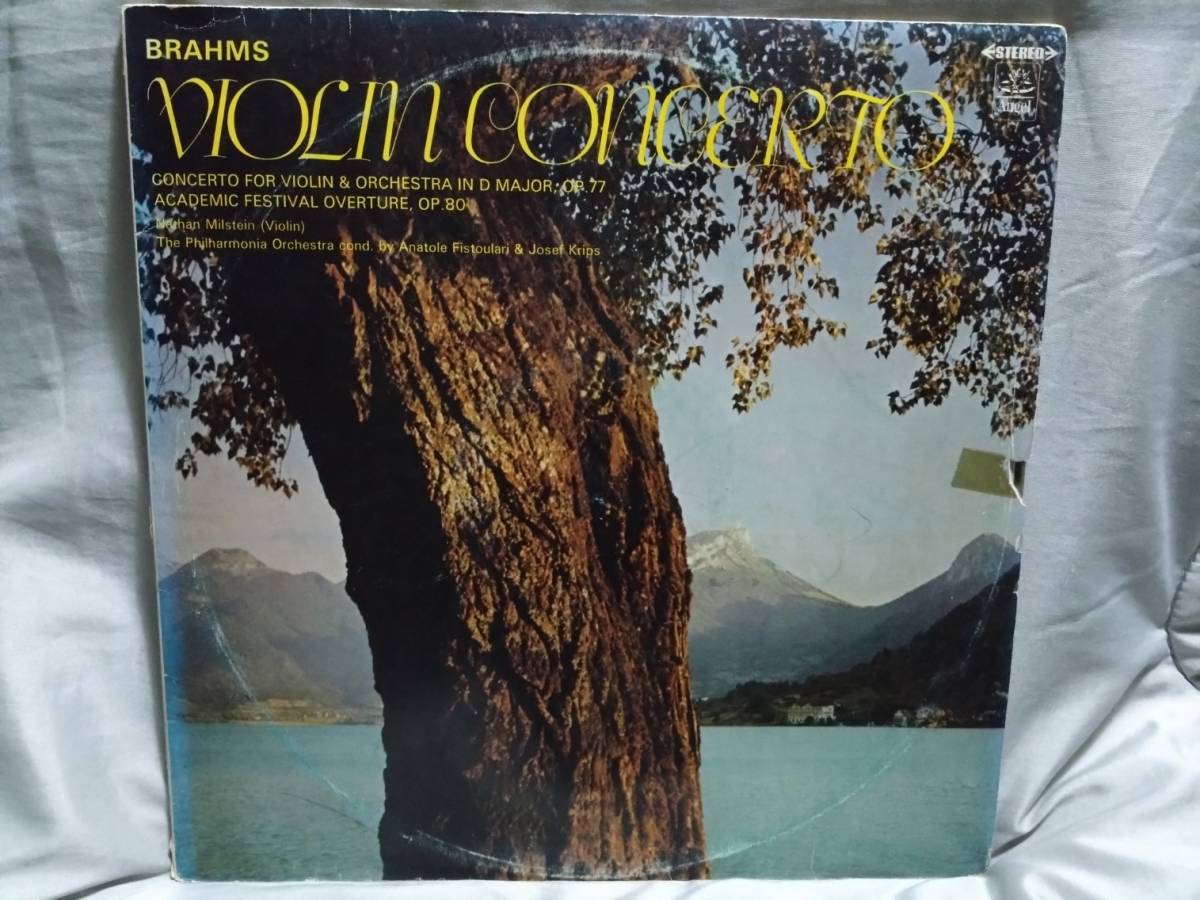 BRAHMS
STEREO
VIOLIN CONCERTO
Angel
CONCERTO FOR VIOLIN & ORCHESTRA IN D MAJOR, OP.77
ACADEMIC FESTIVAL OVERTURE, OP.80
Nathan Milstein (Violin)
The Philharmonia Orchestra cond. by Anatole Fistoulari & Josef Krips